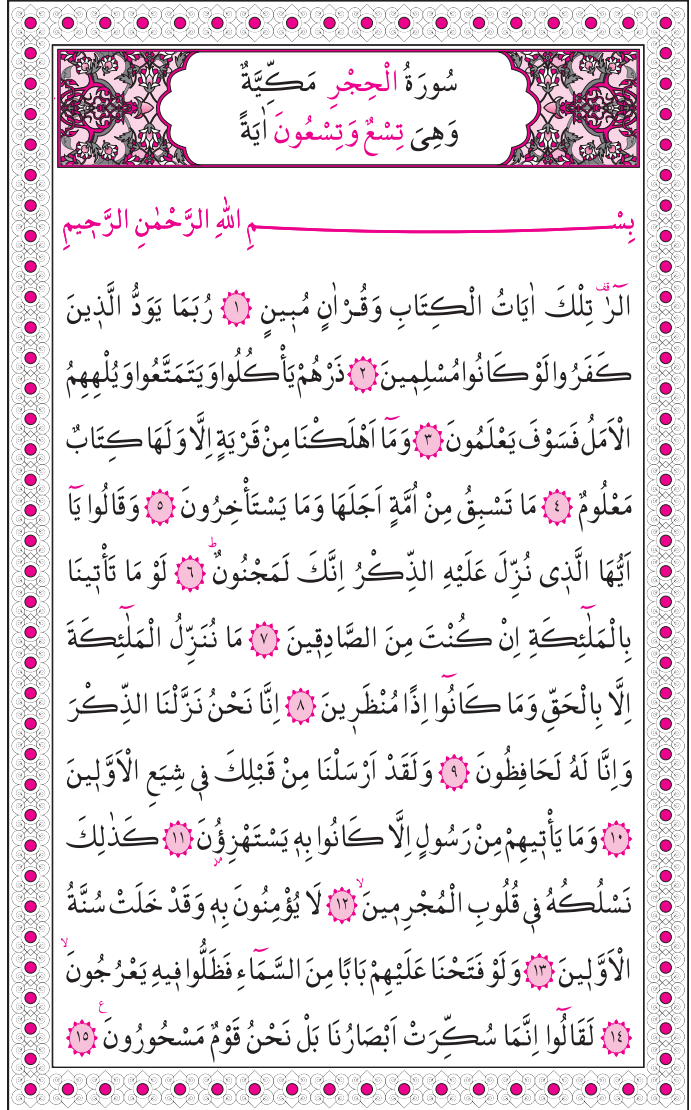 سُورَةُ الْحِجْرِ مَكِّيَّةٌ
وَهِيَ تِسْعٌ وَتِسْعُونَ اٰيَةً
بِسْــــــــمِ اللهِ الرَّحْمٰنِ الرَّحٖيمِ
الٓرٰ ࣞ تِلْكَ اٰيَاتُ الْكِتَابِ وَقُرْاٰنٍ مُبٖينٍ ﴿١﴾ رُبَمَا يَوَدُّ الَّذٖينَ
كَفَرُوا لَوْ كَانُوا مُسْلِمٖينَ ﴿٢﴾ ذَرْهُمْ يَأْكُلُوا وَيَتَمَتَّعُوا وَيُلْهِهِمُ
الْاَمَلُ فَسَوْفَ يَعْلَمُونَ ﴿٣﴾ وَمَٓا اَهْلَكْنَا مِنْ قَرْيَةٍ اِلَّا وَلَهَا كِتَابٌ
مَعْلُومٌ ﴿٤﴾ مَا تَسْبِقُ مِنْ اُمَّةٍ اَجَلَهَا وَمَا يَسْتَأْخِرُونَ ﴿٥﴾ وَقَالُوا يَٓا
اَيُّهَا الَّذٖى نُزِّلَ عَلَيْهِ الذِّكْرُ اِنَّكَ لَمَجْنُونٌؕ ﴿٦﴾ لَوْ مَا تَأْتٖينَا
بِالْمَلٰٓئِكَةِ اِنْ كُنْتَ مِنَ الصَّادِقٖينَ ﴿٧﴾ مَا نُنَزِّلُ الْمَلٰٓئِكَةَ
اِلَّا بِالْحَقِّ وَمَا كَانُٓوا اِذًا مُنْظَرٖينَ ﴿٨﴾ اِنَّا نَحْنُ نَزَّلْنَا الذِّكْرَ
وَاِنَّا لَهُ لَحَافِظُونَ ﴿٩﴾ وَلَقَدْ اَرْسَلْنَا مِنْ قَبْلِكَ فٖى شِيَعِ الْاَوَّلٖينَ
﴿١٠﴾ وَمَا يَأْتٖيهِمْ مِنْ رَسُولٍ اِلَّا كَانُوا بِهٖ يَسْتَهْزِؤُنَ ﴿١١﴾ كَذٰلِكَ
نَسْلُكُهُ فٖى قُلُوبِ الْمُجْرِمٖينَۙ ﴿١٢﴾ لَا يُؤْمِنُونَ بِهٖ وَقَدْ خَلَتْ سُنَّةُ
الْاَوَّلٖينَ ﴿١٣﴾ وَلَوْ فَتَحْنَا عَلَيْهِمْ بَابًا مِنَ السَّمَٓاءِ فَظَلُّوا فٖيهِ يَعْرُجُونَۙ
﴿١٤﴾ لَقَالُٓوا اِنَّمَا سُكِّرَتْ اَبْصَارُنَا بَلْ نَحْنُ قَوْمٌ مَسْحُورُونَ ع ﴿١٥﴾